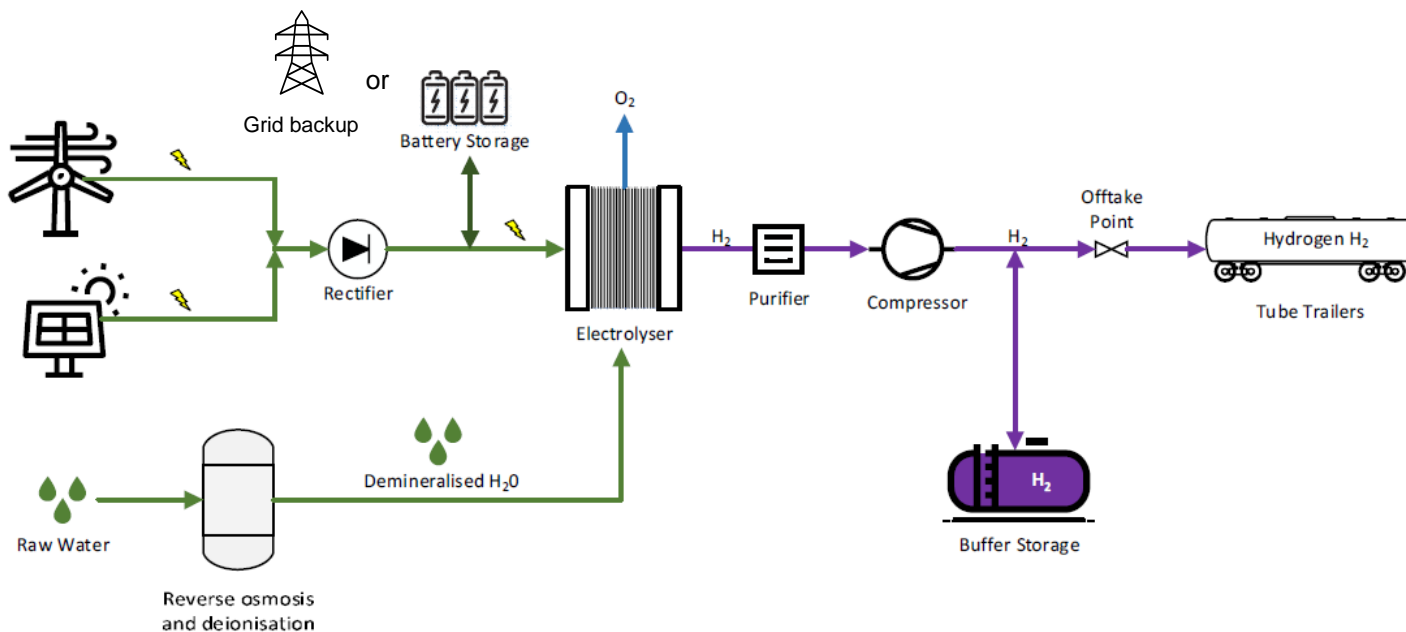 or
Grid backup
Battery Storage
O₂
Rectifier
Electrolyser
H₂
Purifier
Compressor
H₂
Offtake
Point
Hydrogen H₂
Tube Trailers
Raw Water
Demineralised H₂0
Reverse osmosis
and deionisation
H₂
Buffer Storage